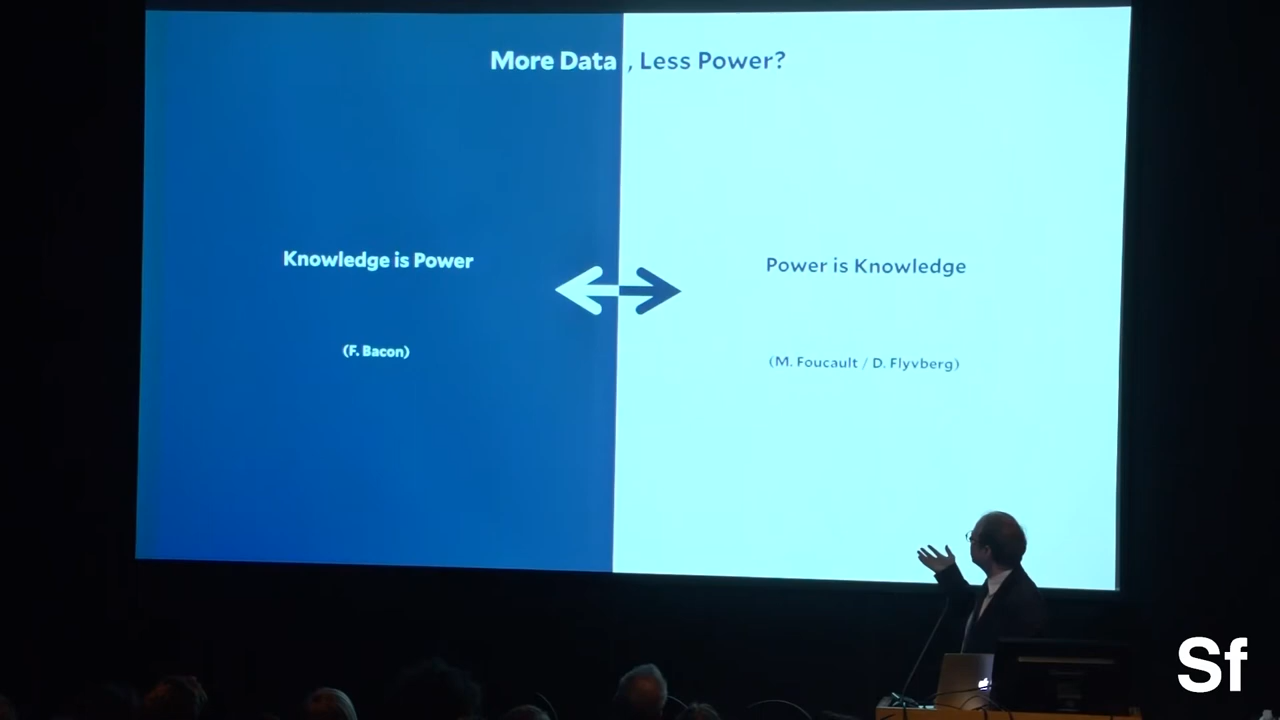 More Data, Less Power?
Knowledge is Power
Power is Knowledge
(F. Bacon)
(M. Foucault / D. Flyvberg)
Sf